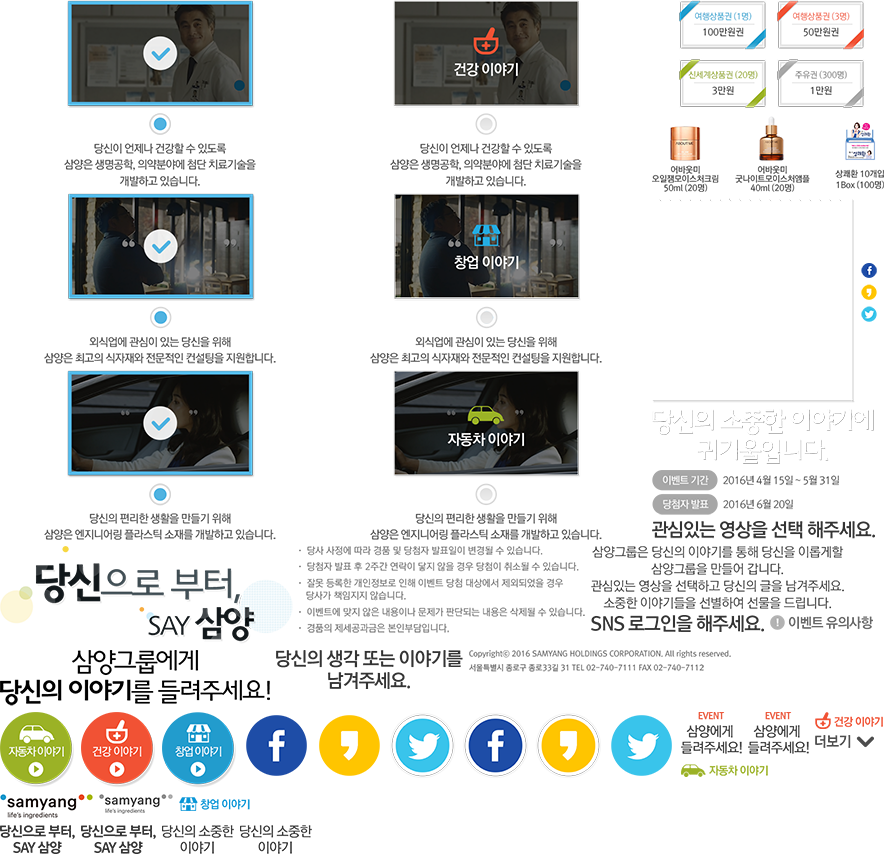 당신이 언제나 건강할 수 있도록
삼양은 생명공학, 의약분야에 첨단 치료기술을
개발하고 있습니다.
외식업에 관심이 있는 당신을 위해
삼양은 최고의 식자재와 전문적인 컨설팅을 지원합니다.
당신의 편리한 생활을 만들기 위해
삼양은 엔지니어링 플라스틱 소재를 개발하고 있습니다.
건강 이야기
당신이 언제나 건강할 수 있도록
삼양은 생명공학, 의약분야에 첨단 치료기술을
개발하고 있습니다.
창업 이야기
외식업에 관심이 있는 당신을 위해
삼양은 최고의 식자재와 전문적인 컨설팅을 지원합니다.
자동차 이야기
당신의 편리한 생활을 만들기 위해
삼양은 엔지니어링 플라스틱 소재를 개발하고 있습니다.
여행상품권 (1명)
100만원권
여행상품권 (3명)
50만원권
신세계상품권 (20명)
3만원
주유권 (300명)
1만원
어바웃미
오일잼모이스처크림
50ml (20명)
어바웃미
굿나이트모이스처앰플
40ml (20명)
상쾌환 10개입
1Box (100명)
당신의 소중한 이야기에
귀기울입니다.
이벤트 기간 2016년 4월 15일 ~ 5월 31일
당첨자 발표 2016년 6월 20일
관심있는 영상을 선택 해주세요.
삼양그룹은 당신의 이야기를 통해 당신을 이롭게할
삼양그룹을 만들어 갑니다.
관심있는 영상을 선택하고 당신의 글을 남겨주세요.
소중한 이야기들을 선별하여 선물을 드립니다.
SNS 로그인을 해주세요.
! 이벤트 유의사항
당신으로 부터,
SAY 삼양
· 당사 사정에 따라 경품 및 당첨자 발표일이 변경될 수 있습니다.
· 당첨자 발표 후 2주간 연락이 닿지 않을 경우 당첨이 취소될 수 있습니다.
· 잘못 등록한 개인정보로 인해 이벤트 당첨 대상에서 제외되었을 경우
당사가 책임지지 않습니다.
· 이벤트에 맞지 않은 내용이나 문제가 판단되는 내용은 삭제될 수 있습니다.
· 경품의 제세공과금은 본인부담입니다.
삼양그룹에게
당신의 이야기를 들려주세요!
당신의 생각 또는 이야기를
남겨주세요.
Copyrightⓒ 2016 SAMYANG HOLDINGS CORPORATION. All rights reserved.
서울특별시 종로구 종로33길 31 TEL 02-740-7111 FAX 02-740-7112
자동차 이야기
건강 이야기
창업 이야기
EVENT
삼양에게
들려주세요!
EVENT
삼양에게
들려주세요!
건강 이야기
더보기
자동차 이야기
samyang
life's ingredients
samyang
life's ingredients
창업 이야기
당신으로 부터,
SAY 삼양
당신으로 부터,
SAY 삼양
당신의 소중한
이야기
당신의 소중한
이야기